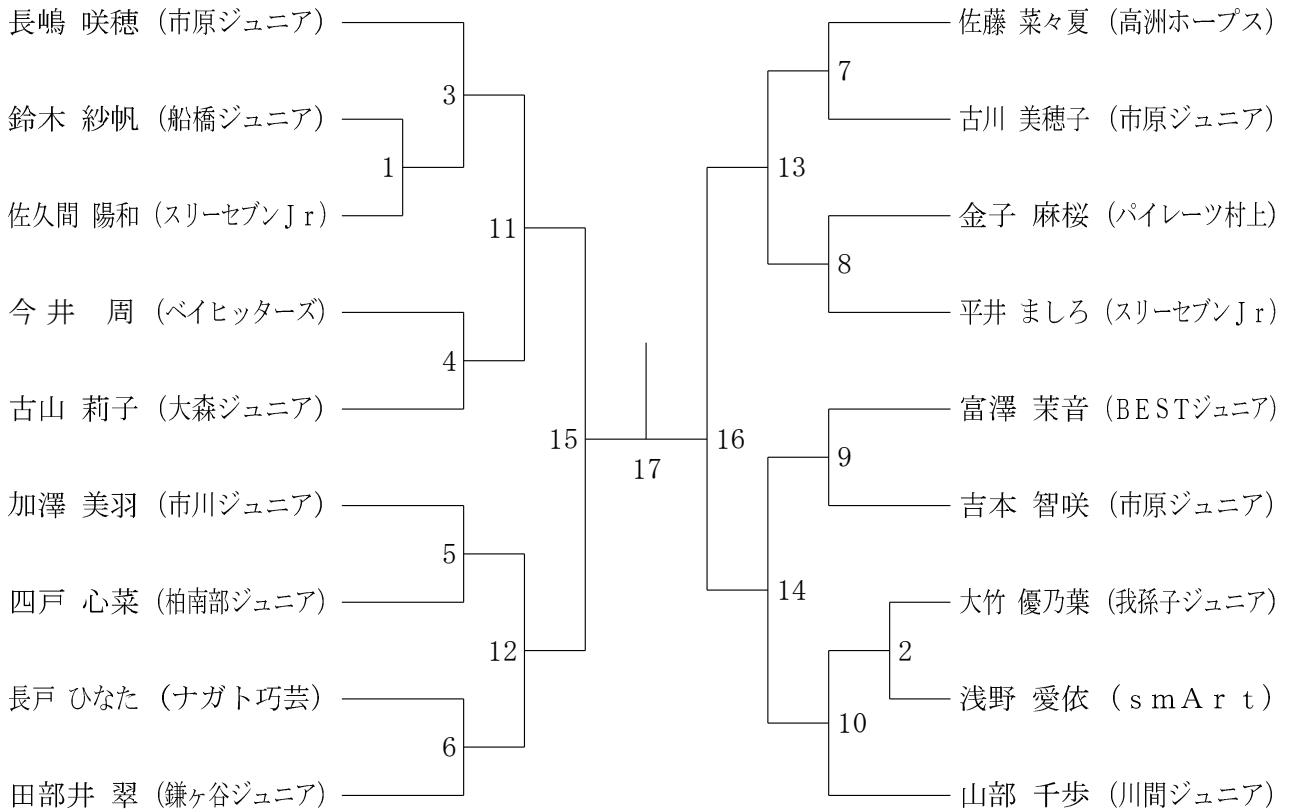 長嶋 咲穂 (市原ジュニア)
3
鈴木 紗帆 (船橋ジュニア)
1
佐久間 陽和 (スリーセブンJr)
11
今井 周 (ベイヒッターズ)
4
古山 莉子 (大森ジュニア)
15
加澤 美羽 (市川ジュニア)
5
四戸 心菜 (柏南部ジュニア)
12
長戸 ひなた (ナガト巧芸)
6
田部井 翠 (鎌ヶ谷ジュニア)
17
佐藤 菜々夏 (高洲ホープス)
7
古川 美穂子 (市原ジュニア)
13
金子 麻桜 (パイレーツ村上)
8
平井 ましろ (スリーセブンJr)
16
富澤 茉音 (BESTジュニア)
9
吉本 智咲 (市原ジュニア)
14
大竹 優乃葉 (我孫子ジュニア)
2
浅野 愛依 (smArt)
10
山部 千歩 (川間ジュニア)